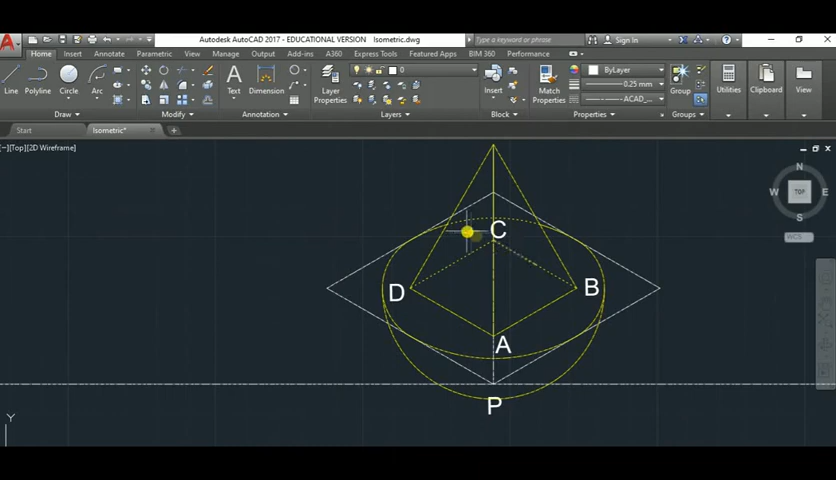 Autodesk AutoCAD 2017 - EDUCATIONAL VERSION Isometric.dwg
Type a keyword or phrase
Sign In
Home Insert Annotate Parametric View Manage Output Add-ins A360 Express Tools Featured Apps BIM 360 Performance
Line Polyline Circle Arc
Text Dimension
Layer Properties
0
Insert
Match Properties
ByLayer
0.25 mm
ACAD_...
Group
Utilities Clipboard View
Draw Modify Annotation Layers Block Properties Groups
Start Isometric*
[-][Top][2D Wireframe]
N
W TOP E
S
WCS
C
D B
A
P
Y